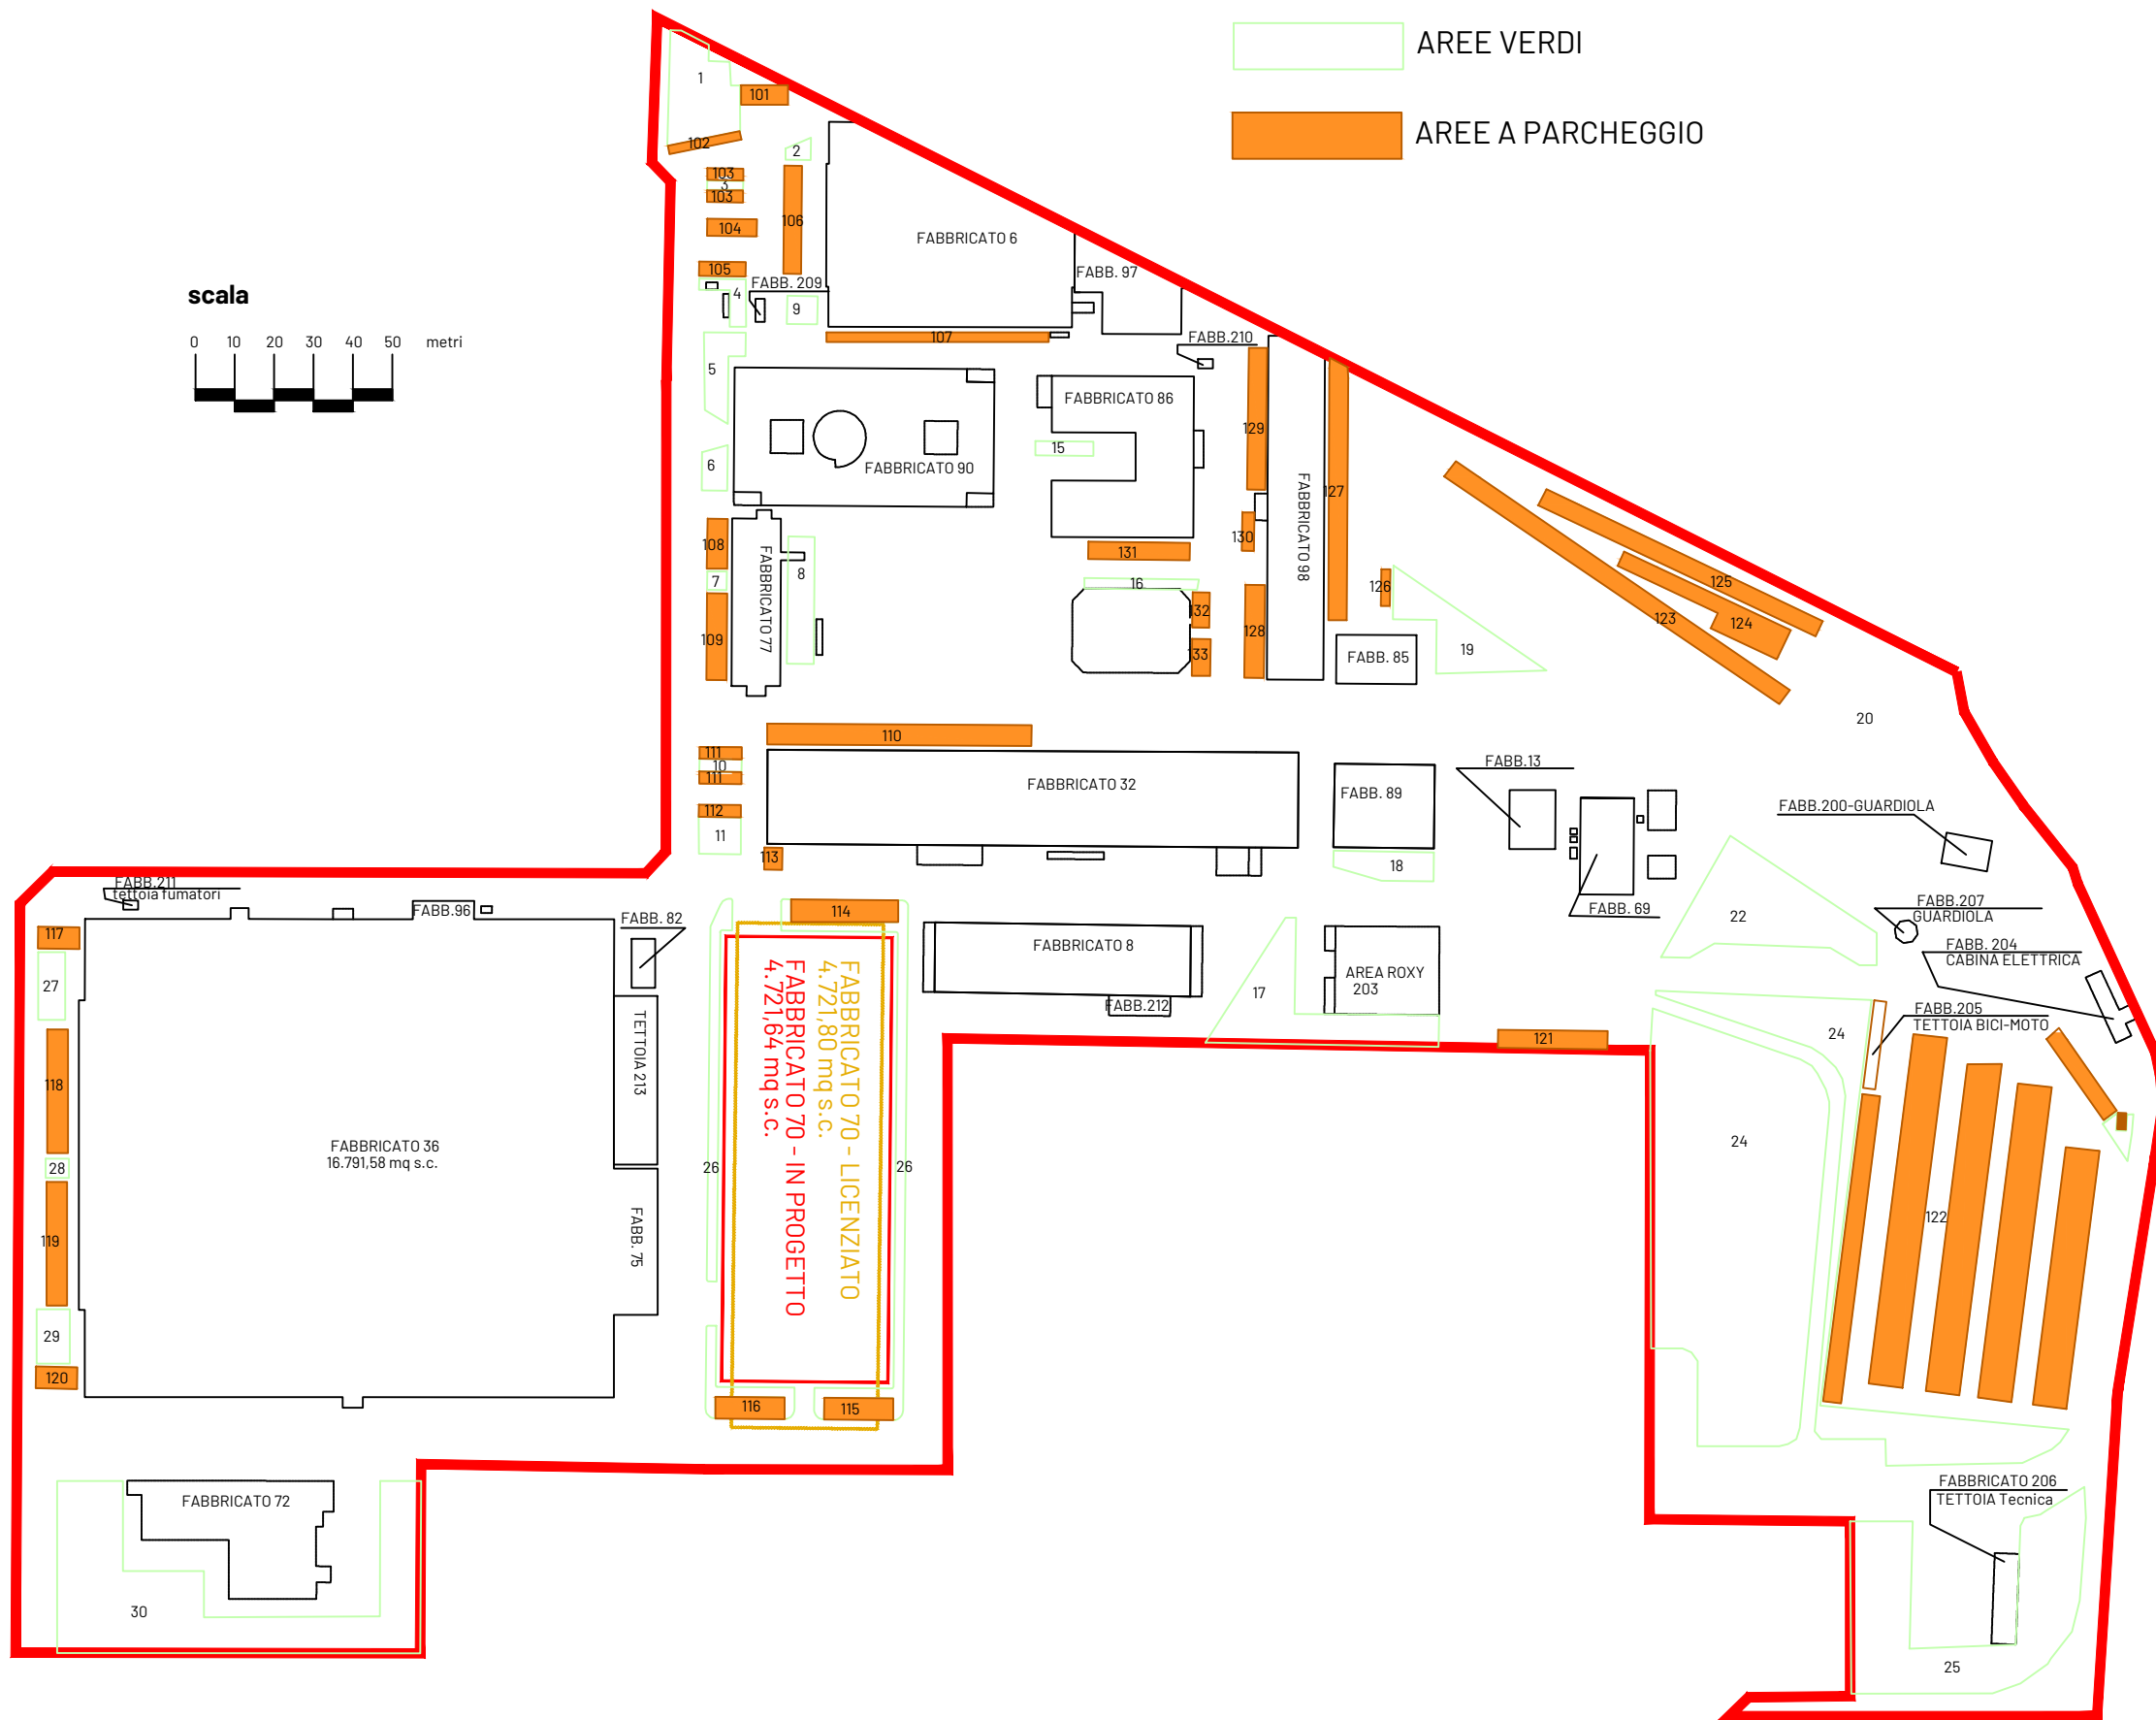 AREE VERDI
AREE A PARCHEGGIO
scala
0 10 20 30 40 50 metri
1
101
102
2
103
3
103
106
104
FABBRICATO 6
105
FABB. 97
FABB. 209
4
9
107
FABB.210
5
FABBRICATO 86
129
15
6
FABBRICATO 90
FABBRICATO 98
127
108
130
131
FABBRICATO 77
8
7
16
126
125
132
109
128
123
124
133
FABB. 85
19
20
110
111
10
111
FABBRICATO 32
FABB. 89
FABB.13
FABB.200-GUARDIOLA
112
11
113
18
FABB.211
tettoia fumatori
FABB.96
FABB. 82
114
FABB. 69
FABB.207
GUARDIOLA
22
117
FABBRICATO 8
FABB. 204
CABINA ELETTRICA
AREA ROXY
203
27
17
FABB.212
FABB.205
TETTOIA BICI-MOTO
TETTOIA 213
FABBRICATO 70 - LICENZIATO
4.721,80 mq s.c.
FABBRICATO 70 - IN PROGETTO
4.721,64 mq s.c.
121
24
118
24
FABBRICATO 36
16.791,58 mq s.c.
28
26
26
122
119
FABB. 75
29
120
116
115
FABBRICATO 72
FABBRICATO 206
TETTOIA Tecnica
30
25